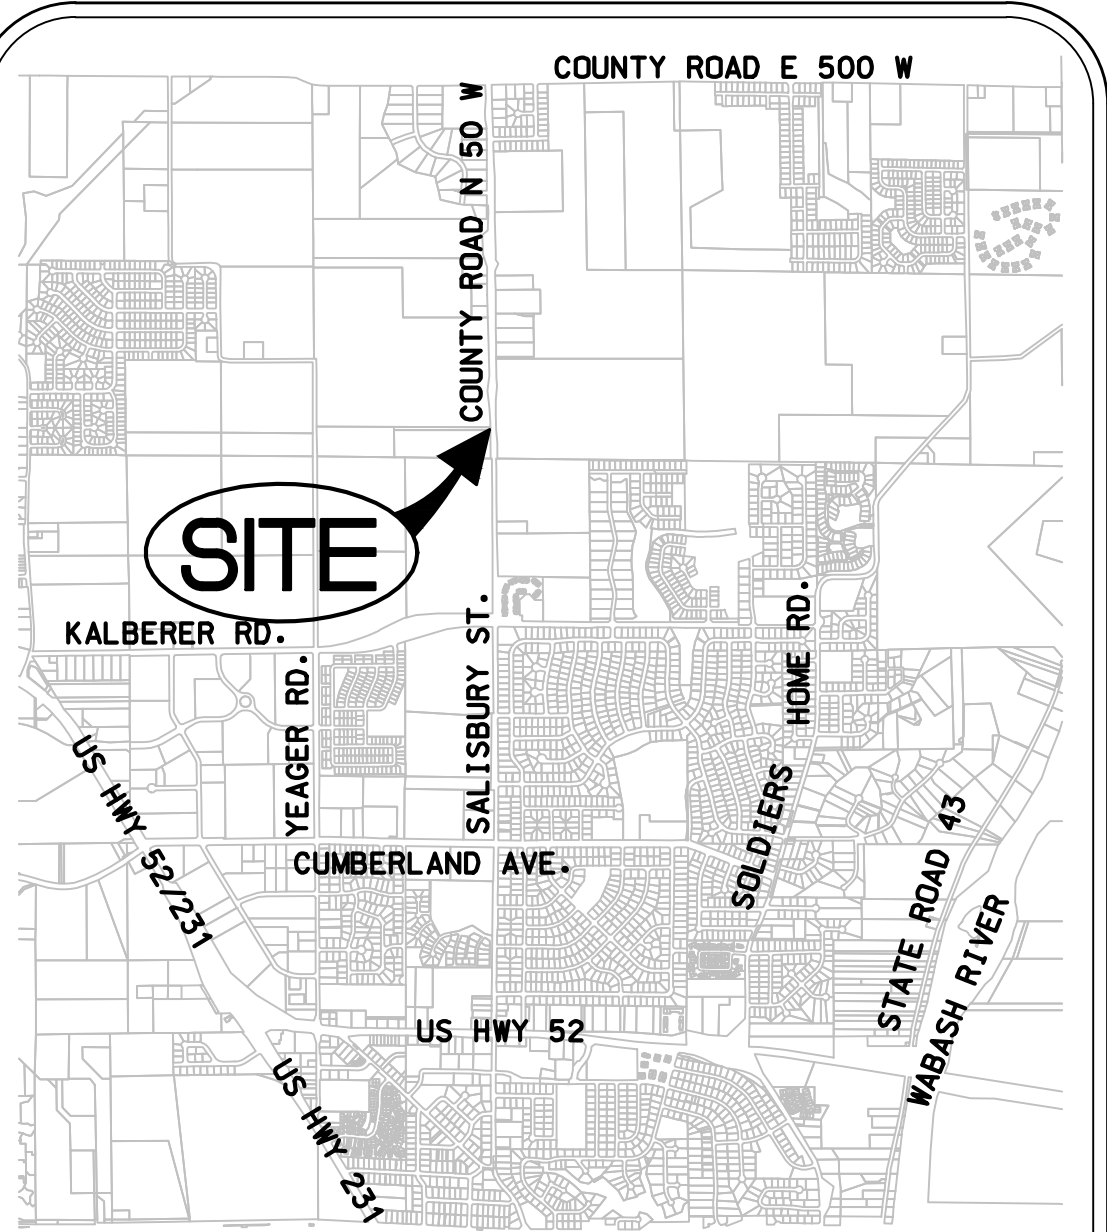 COUNTY ROAD E 500 W
COUNTY ROAD N 50 W
SITE
KALBERER RD.
YEAGER RD.
SALISBURY ST.
HOME RD.
SOLDIERS
US HWY 52/231
CUMBERLAND AVE.
STATE ROAD 43
WABASH RIVER
US HWY 52
US HWY 231